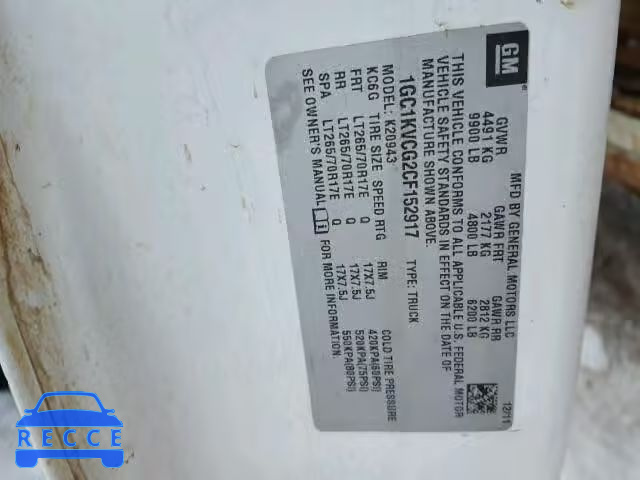 GM
MFD BY GENERAL MOTORS LLC
GVWR GAWR FRT GAWR RR
4491 KG 2177 KG 2812 KG
9900 LB 4800 LB 6200 LB
THIS VEHICLE CONFORMS TO ALL APPLICABLE U.S. FEDERAL MOTOR
VEHICLE SAFETY STANDARDS IN EFFECT ON THE DATE OF
MANUFACTURE SHOWN ABOVE.
1GC1KVCG2CF152917 TYPE: TRUCK
MODEL: K20943
KC6G TIRE SIZE SPEED RTG RIM COLD TIRE PRESSURE
FRT LT265/70R17E Q 17X7.5J 420KPA(60PSI)
RR LT265/70R17E Q 17X7.5J 520KPA(75PSI)
SPA LT265/70R17E Q 17X7.5J 550KPA(80PSI)
SEE OWNER'S MANUAL FOR MORE INFORMATION.
RECCE